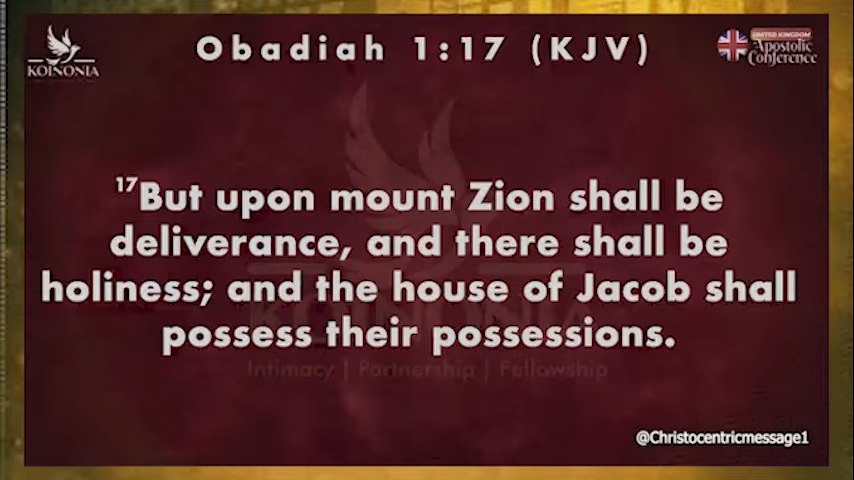 KOINONIA
Obadiah 1:17 (KJV)
UNITED KINGDOM
Apostolic
Conference
17But upon mount Zion shall be
deliverance, and there shall be
holiness; and the house of Jacob shall
possess their possessions.
KOINONIA
Intimacy | Partnership | Fellowship
@Christocentricmessage1